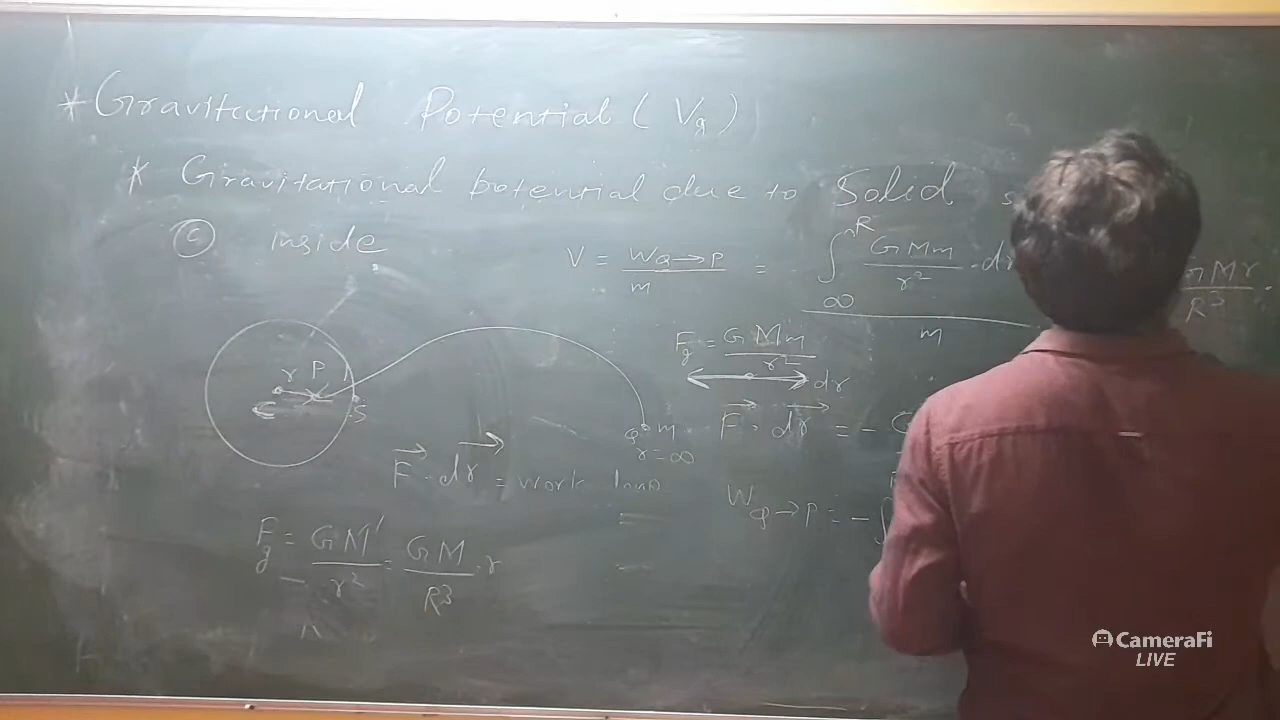 * Gravitational Potential (Vg)
* Gravitational potential due to Solid s
(c) inside
V = WQ→P / m = ∫∞^R GMm/r² · dr / m
GMr/R³ ·
Fg = GMm/r²
dr
r P
C S
Q m
r=∞
F⃗ · dr⃗ = - G
F⃗ · dr⃗ = work
WQ→P = -∫
Fg = GM'/r² = GM/R³ · r
CameraFi
LIVE